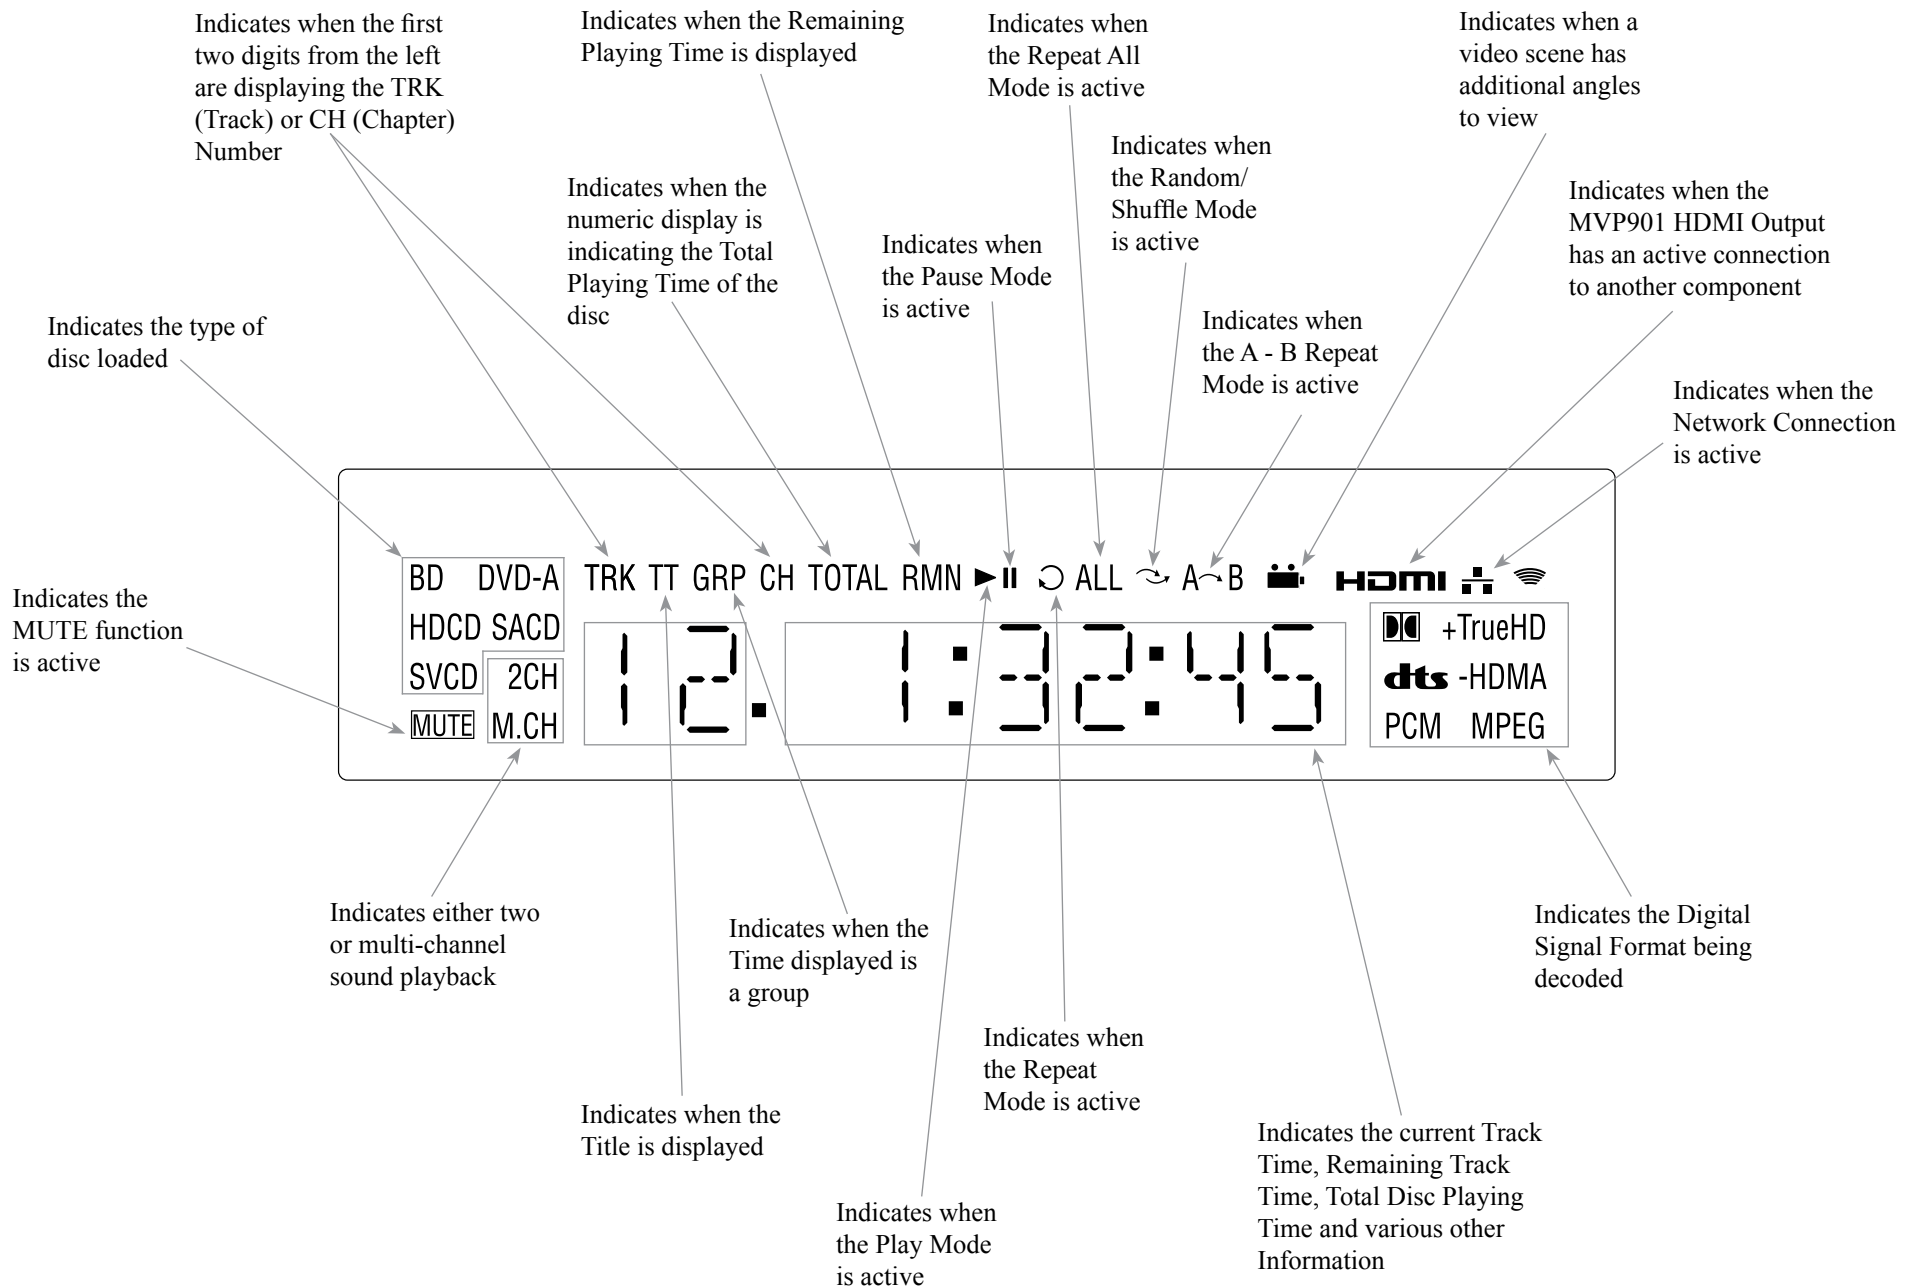 Indicates when the first
two digits from the left
are displaying the TRK
(Track) or CH (Chapter)
Number
Indicates when the Remaining
Playing Time is displayed
Indicates when
the Repeat All
Mode is active
Indicates when a
video scene has
additional angles
to view
Indicates when the
numeric display is
indicating the Total
Playing Time of the
disc
Indicates when
the Pause Mode
is active
Indicates when
the Random/
Shuffle Mode
is active
Indicates when the
MVP901 HDMI Output
has an active connection
to another component
Indicates the type of
disc loaded
Indicates when
the A - B Repeat
Mode is active
Indicates when the
Network Connection
is active
Indicates the
MUTE function
is active
BD DVD-A
HDCD SACD
SVCD 2CH
MUTE M.CH
TRK TT GRP CH TOTAL RMN ALL A B HDMI
12. 1:32:45
+TrueHD
dts -HDMA
PCM MPEG
Indicates either two
or multi-channel
sound playback
Indicates when the
Time displayed is
a group
Indicates the Digital
Signal Format being
decoded
Indicates when
the Repeat
Mode is active
Indicates when the
Title is displayed
Indicates the current Track
Time, Remaining Track
Time, Total Disc Playing
Time and various other
Information
Indicates when
the Play Mode
is active